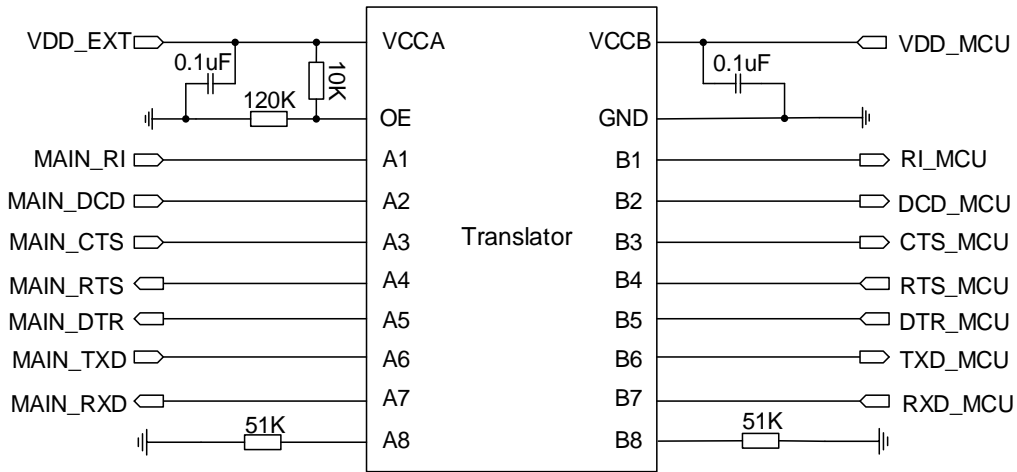 VDD_EXT VCCA VCCB VDD_MCU
0.1uF 10K 0.1uF
120K OE GND
MAIN_RI A1 B1 RI_MCU
MAIN_DCD A2 B2 DCD_MCU
MAIN_CTS A3 Translator B3 CTS_MCU
MAIN_RTS A4 B4 RTS_MCU
MAIN_DTR A5 B5 DTR_MCU
MAIN_TXD A6 B6 TXD_MCU
MAIN_RXD A7 B7 RXD_MCU
51K A8 B8 51K